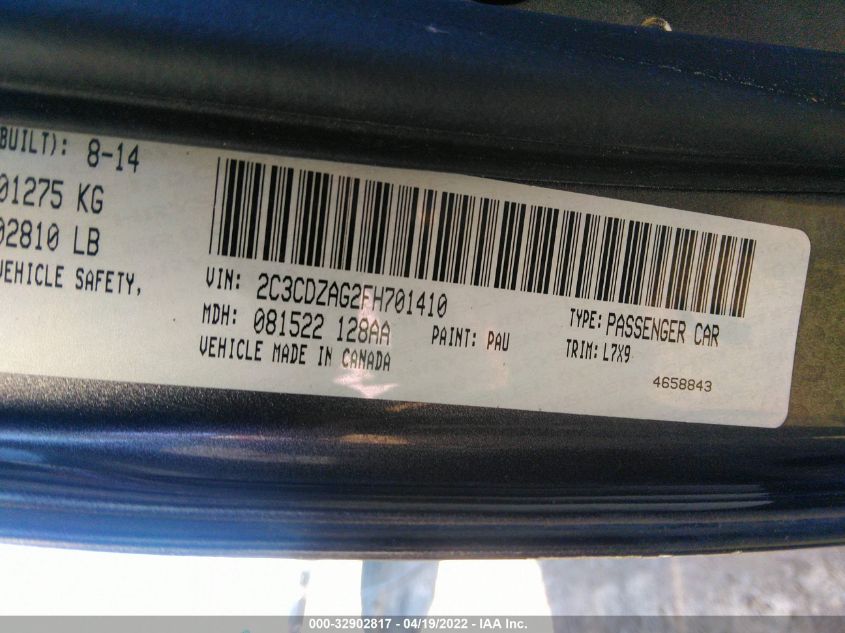 BUILT): 8-14
01275 KG
02810 LB
VEHICLE SAFETY,
VIN: 2C3CDZAG2FH701410
MDH: 081522 128AA
PAINT: PAU
VEHICLE MADE IN CANADA
TYPE: PASSENGER CAR
TRIM: L7X9
4658843
000-32902817 - 04/19/2022 - IAA Inc.